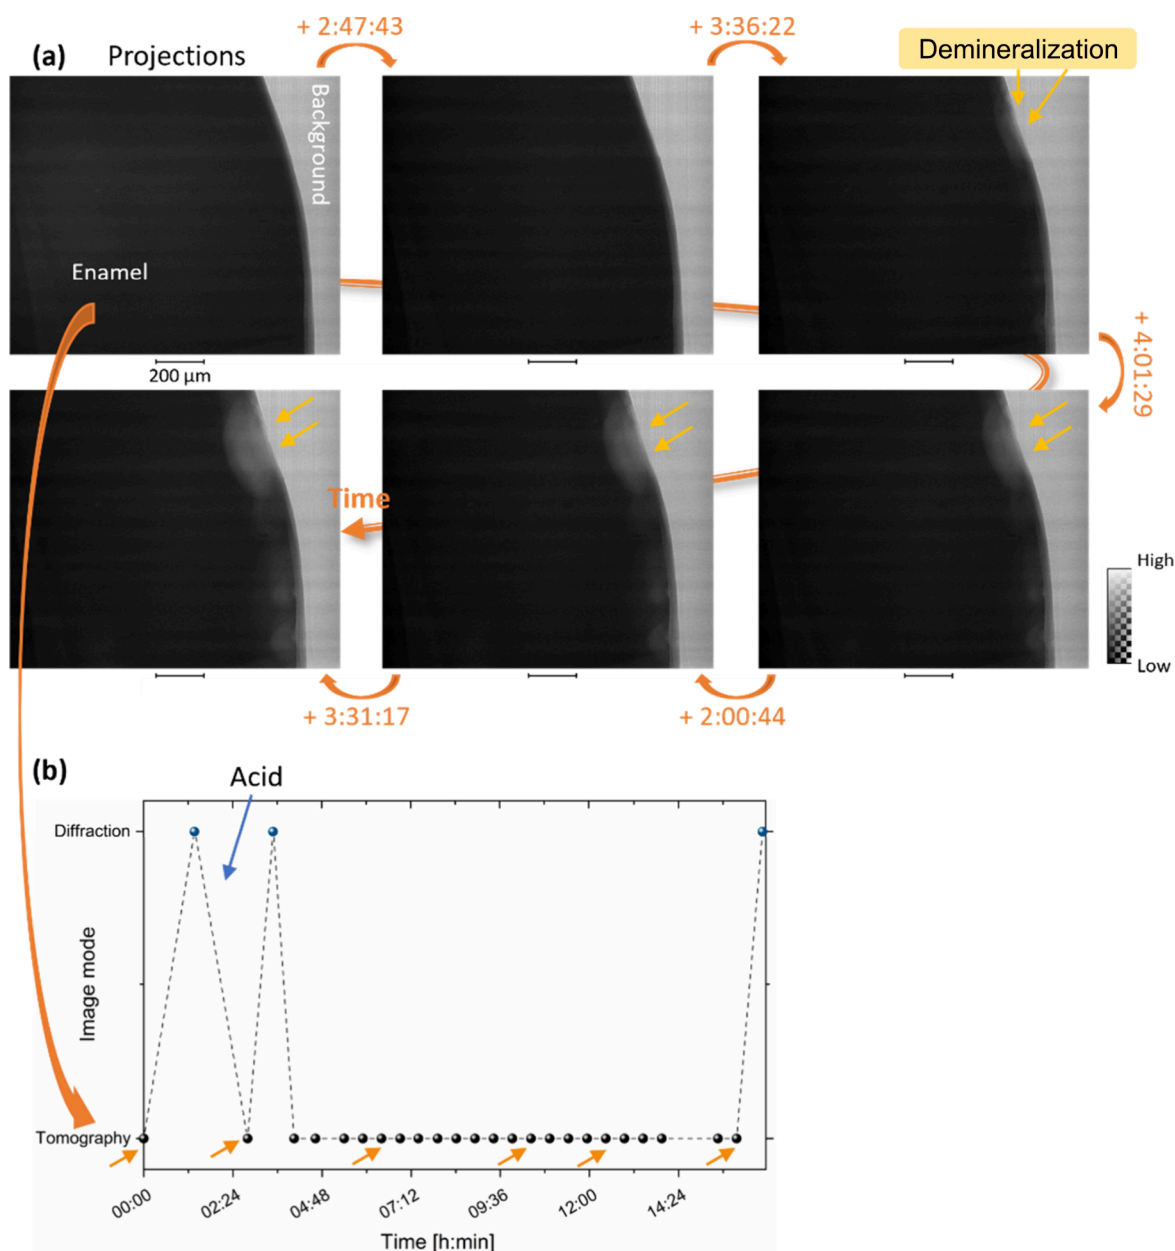 + 2:47:43
+ 3:36:22
(a)
Projections
Demineralization
Background
Enamel
200 µm
+ 4:01:29
Time
High
Low
+ 3:31:17
+ 2:00:44
(b)
Acid
Diffraction
Image mode
Tomography
00:00
02:24
04:48
07:12
09:36
12:00
14:24
Time [h:min]